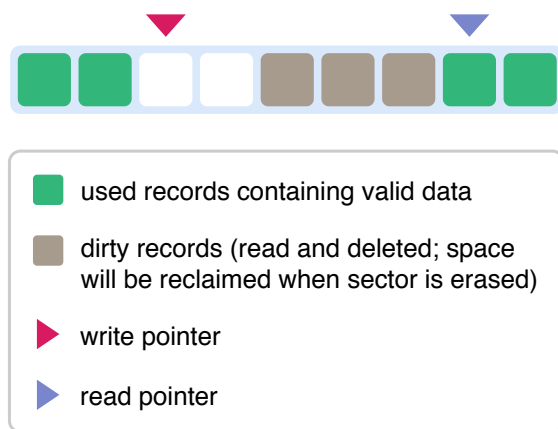 used records containing valid data
dirty records (read and deleted; space
will be reclaimed when sector is erased)
write pointer
read pointer